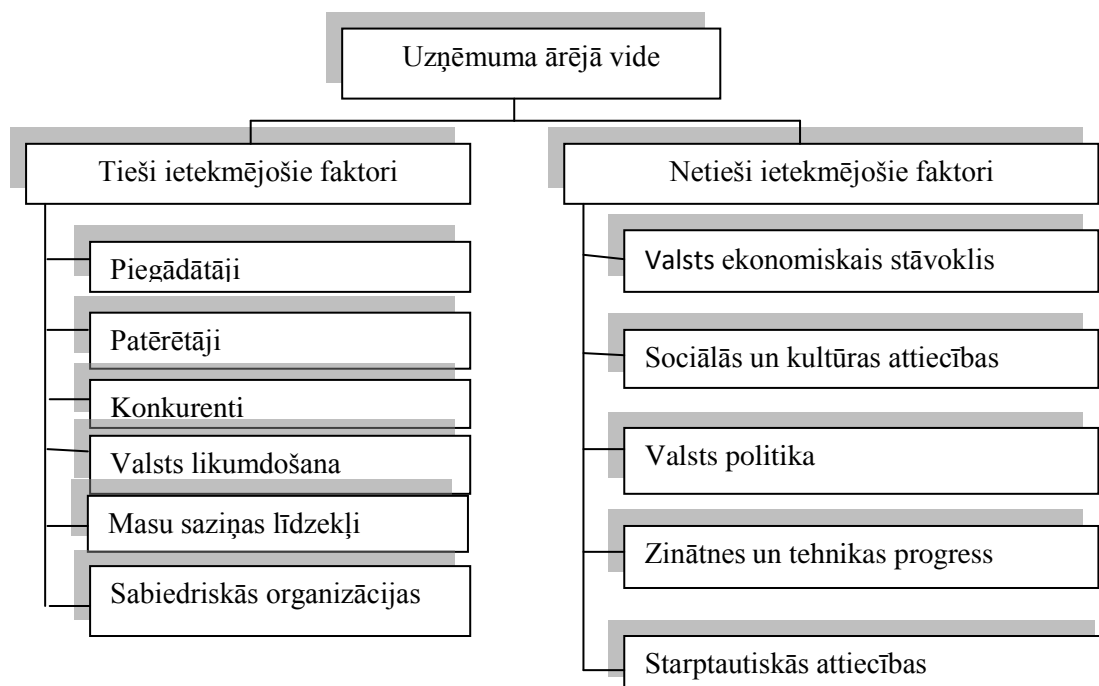 Uzņēmuma ārējā vide
Tieši ietekmējošie faktori
Piegādātāji
Patērētāji
Konkurenti
Valsts likumdošana
Masu saziņas līdzekļi
Sabiedriskās organizācijas
Netieši ietekmējošie faktori
Valsts ekonomiskais stāvoklis
Sociālās un kultūras attiecības
Valsts politika
Zinātnes un tehnikas progress
Starptautiskās attiecības